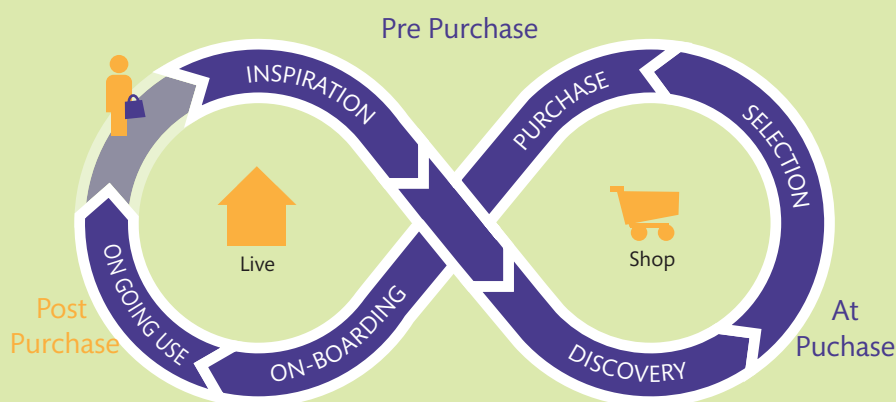 Pre Purchase
INSPIRATION
PURCHASE
SELECTION
Live
Shop
ON GOING USE
ON-BOARDING
DISCOVERY
Post
Purchase
At
Puchase